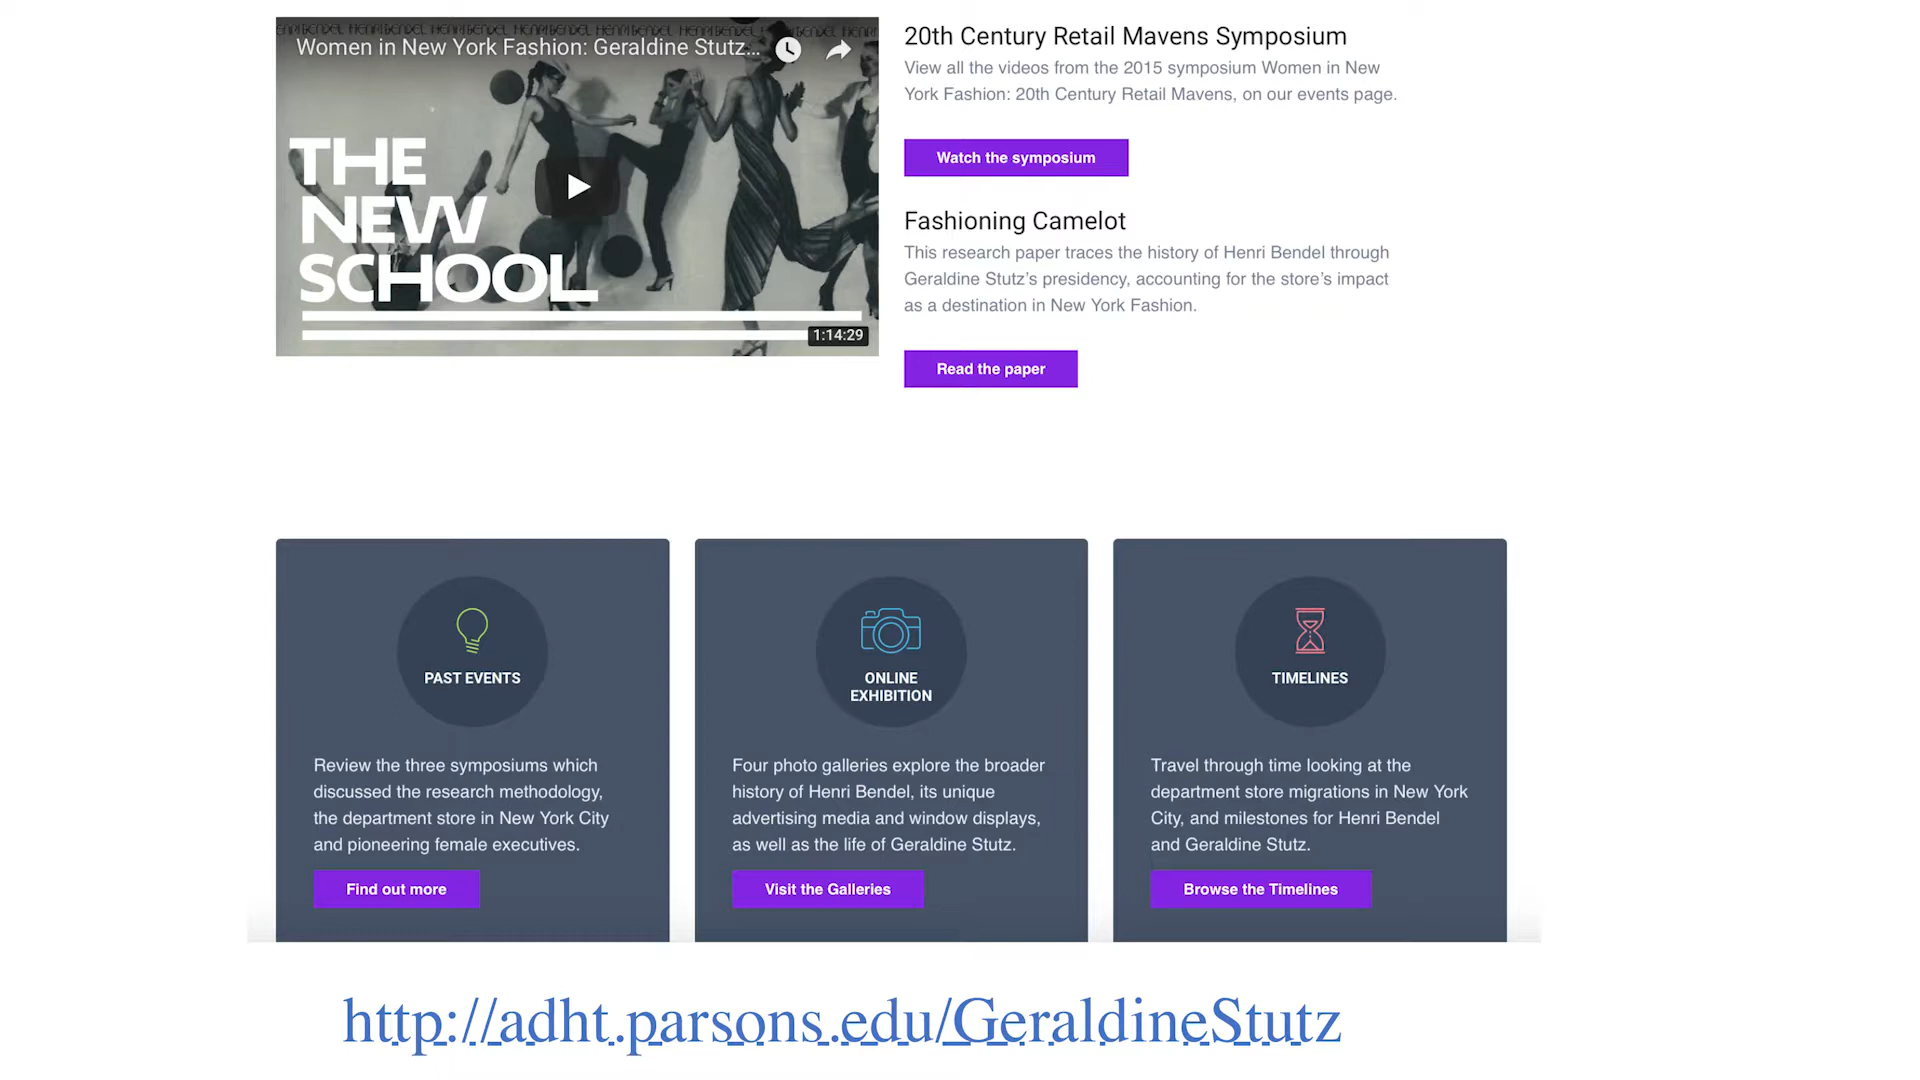 Women in New York Fashion: Geraldine Stutz...
THE
NEW
SCHOOL
1:14:29
20th Century Retail Mavens Symposium
View all the videos from the 2015 symposium Women in New
York Fashion: 20th Century Retail Mavens, on our events page.
Watch the symposium
Fashioning Camelot
This research paper traces the history of Henri Bendel through
Geraldine Stutz’s presidency, accounting for the store’s impact
as a destination in New York Fashion.
Read the paper
PAST EVENTS
Review the three symposiums which
discussed the research methodology,
the department store in New York City
and pioneering female executives.
Find out more
ONLINE
EXHIBITION
Four photo galleries explore the broader
history of Henri Bendel, its unique
advertising media and window displays,
as well as the life of Geraldine Stutz.
Visit the Galleries
TIMELINES
Travel through time looking at the
department store migrations in New York
City, and milestones for Henri Bendel
and Geraldine Stutz.
Browse the Timelines
http://adht.parsons.edu/GeraldineStutz